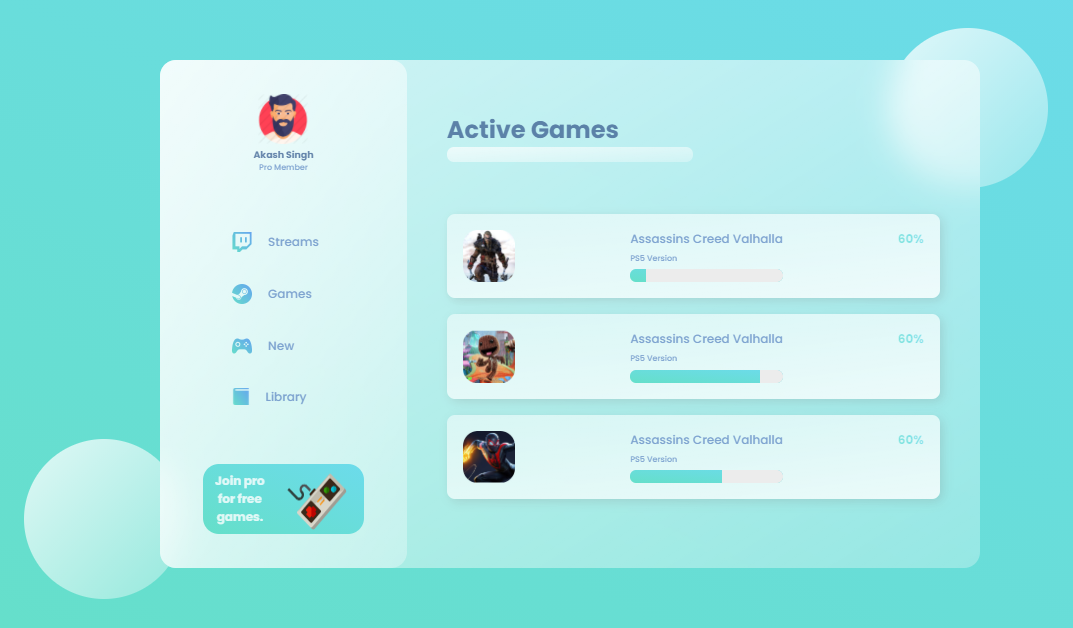 Akash Singh
Pro Member
Streams
Games
New
Library
Join pro
for free
games.
Active Games
Assassins Creed Valhalla
60%
PS5 Version
Assassins Creed Valhalla
60%
PS5 Version
Assassins Creed Valhalla
60%
PS5 Version